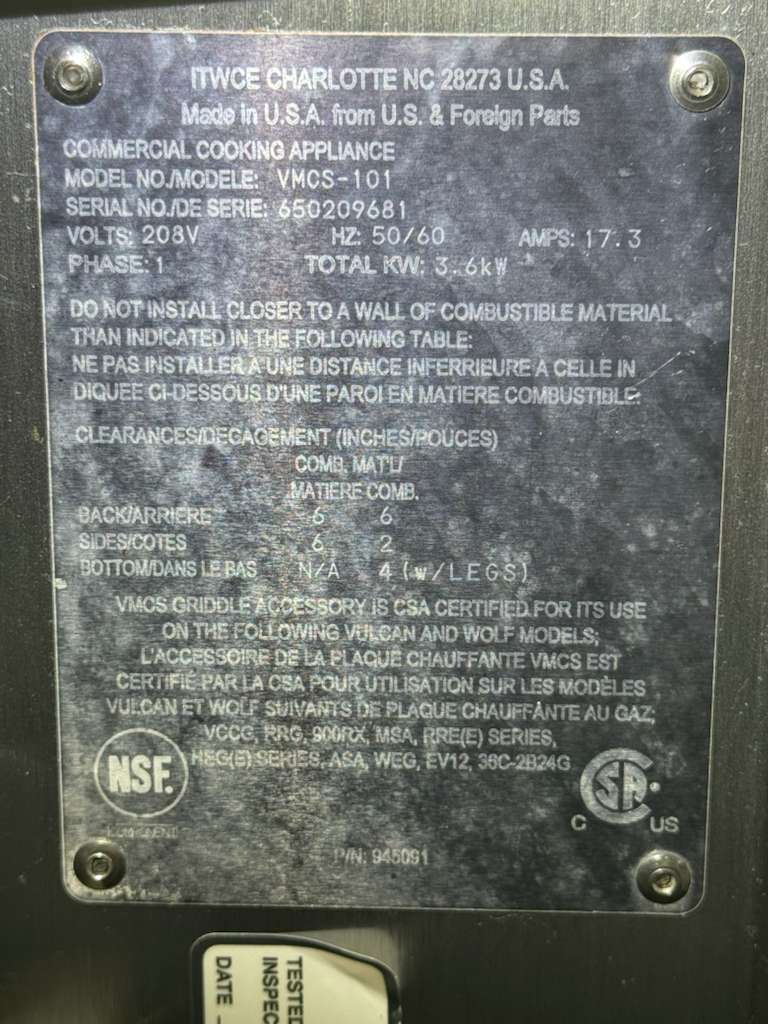 ITWCE CHARLOTTE NC 28273 U.S.A.
Made in U.S.A. from U.S. & Foreign Parts
COMMERCIAL COOKING APPLIANCE
MODEL NO./MODELE: VMCS-101
SERIAL NO./DE SERIE: 650209681
VOLTS: 208V HZ: 50/60 AMPS: 17.3
PHASE: 1 TOTAL KW: 3.6kW
DO NOT INSTALL CLOSER TO A WALL OF COMBUSTIBLE MATERIAL
THAN INDICATED IN THE FOLLOWING TABLE:
NE PAS INSTALLER A UNE DISTANCE INFERRIEURE A CELLE IN
DIQUEE CI-DESSOUS D'UNE PAROI EN MATIERE COMBUSTIBLE:
CLEARANCES/DECAGEMENT (INCHES/POUCES)
COMB. MAT'L/
MATIERE COMB.
BACK/ARRIERE 6 6
SIDES/COTES 6 2
BOTTOM/DANS LE BAS N/A 4 (w/LEGS)
VMCS GRIDDLE ACCESSORY IS CSA CERTIFIED FOR ITS USE
ON THE FOLLOWING VULCAN AND WOLF MODELS;
L'ACCESSOIRE DE LA PLAQUE CHAUFFANTE VMCS EST
CERTIFIÉ PAR LA CSA POUR UTILISATION SUR LES MODÈLES
VULCAN ET WOLF SUIVANTS DE PLAQUE CHAUFFANTE AU GAZ;
VCCG, RRG, 900RX, MSA, RRE(E) SERIES,
HEG(E) SERIES, ASA, WEG, EV12, 36C-2B24G
NSF.
COMPONENT
CSA
C US
P/N: 945091
TESTED
INSPEC
DATE